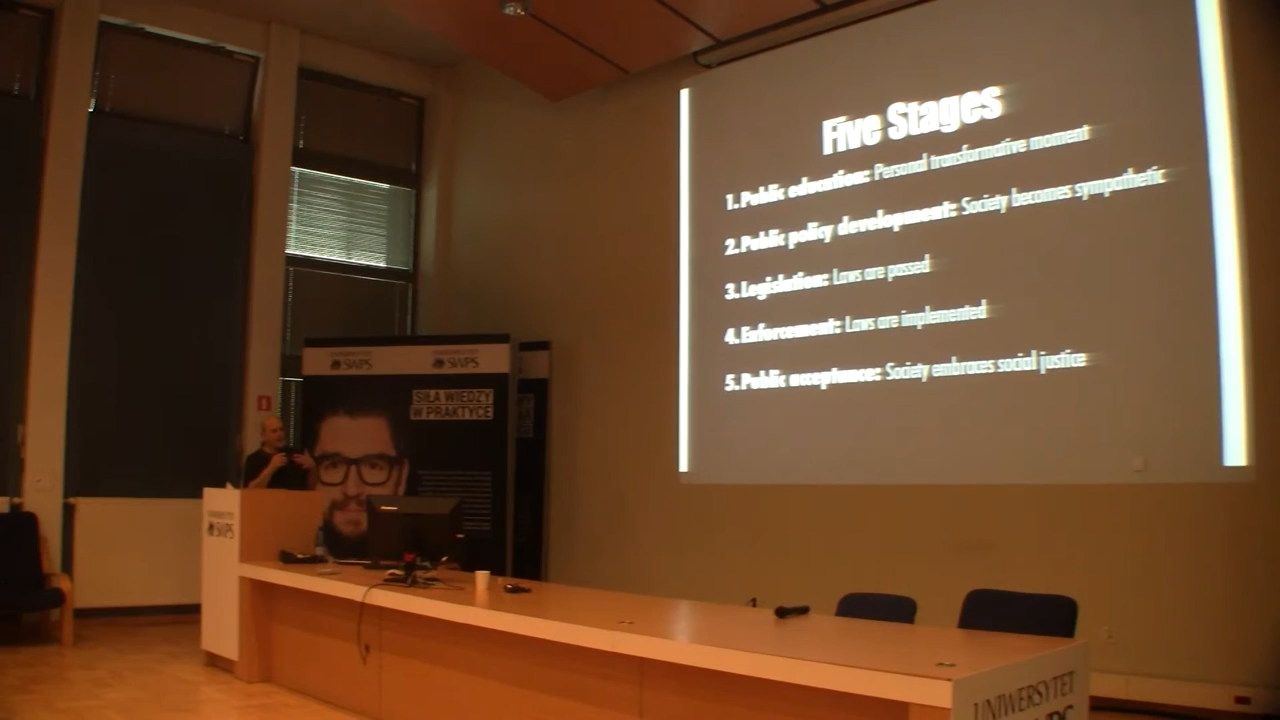 Five Stages
1. Public education: Personal transformative moment
2. Public policy development: Society becomes sympathetic
3. Legislation: Laws are passed
4. Enforcement: Laws are implemented
5. Public acceptance: Society embraces social justice
SWPS
SWPS
SIŁA WIEDZY
W PRAKTYCE
SWPS
UNIWERSYTET